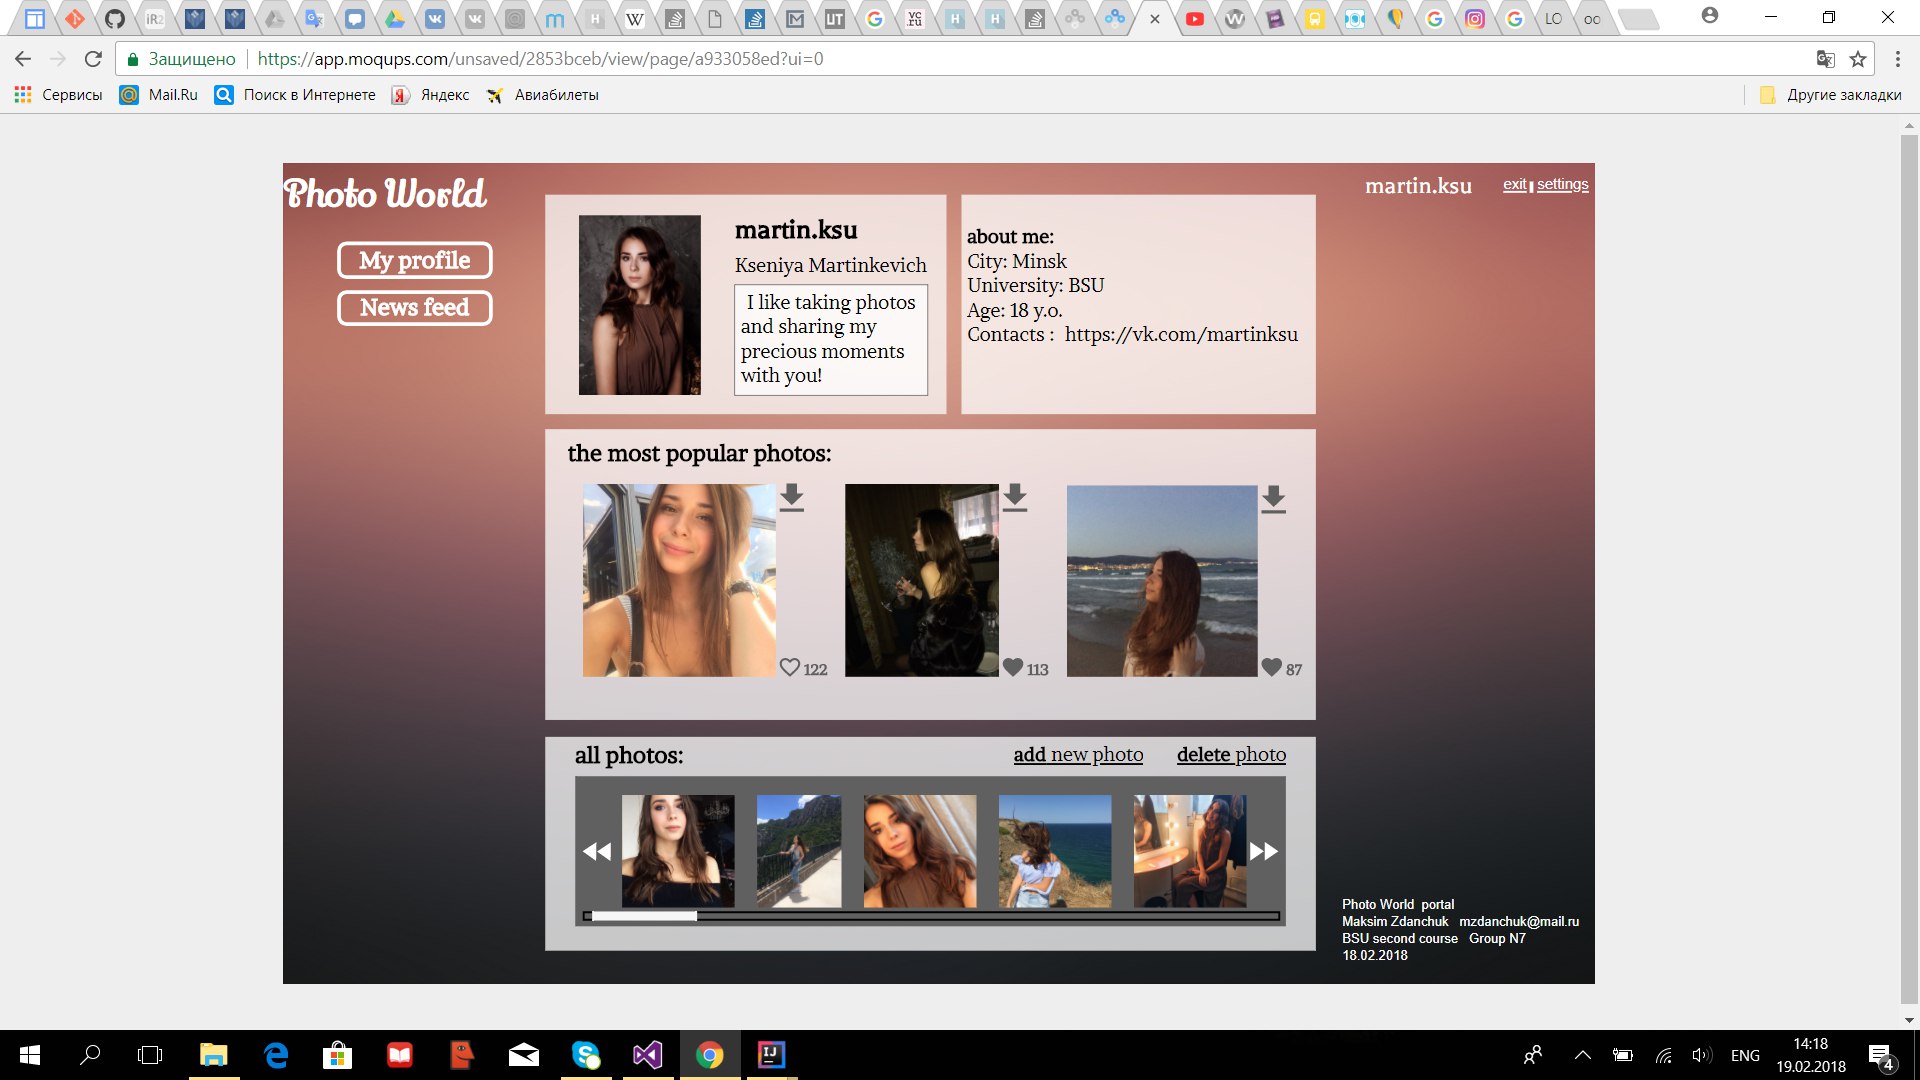 Защищено
https://app.moqups.com/unsaved/2853bceb/view/page/a933058ed?ui=0
Сервисы
Mail.Ru
Поиск в Интернете
Яндекс
Авиабилеты
Другие закладки
Photo World
martin.ksu
exit
settings
My profile
News feed
martin.ksu
Kseniya Martinkevich
I like taking photos
and sharing my
precious moments
with you!
about me:
City: Minsk
University: BSU
Age: 18 y.o.
Contacts : https://vk.com/martinksu
the most popular photos:
122
113
87
all photos:
add new photo
delete photo
Photo World portal
Maksim Zdanchuk mzdanchuk@mail.ru
BSU second course Group N7
18.02.2018
ENG
14:18
19.02.2018
4